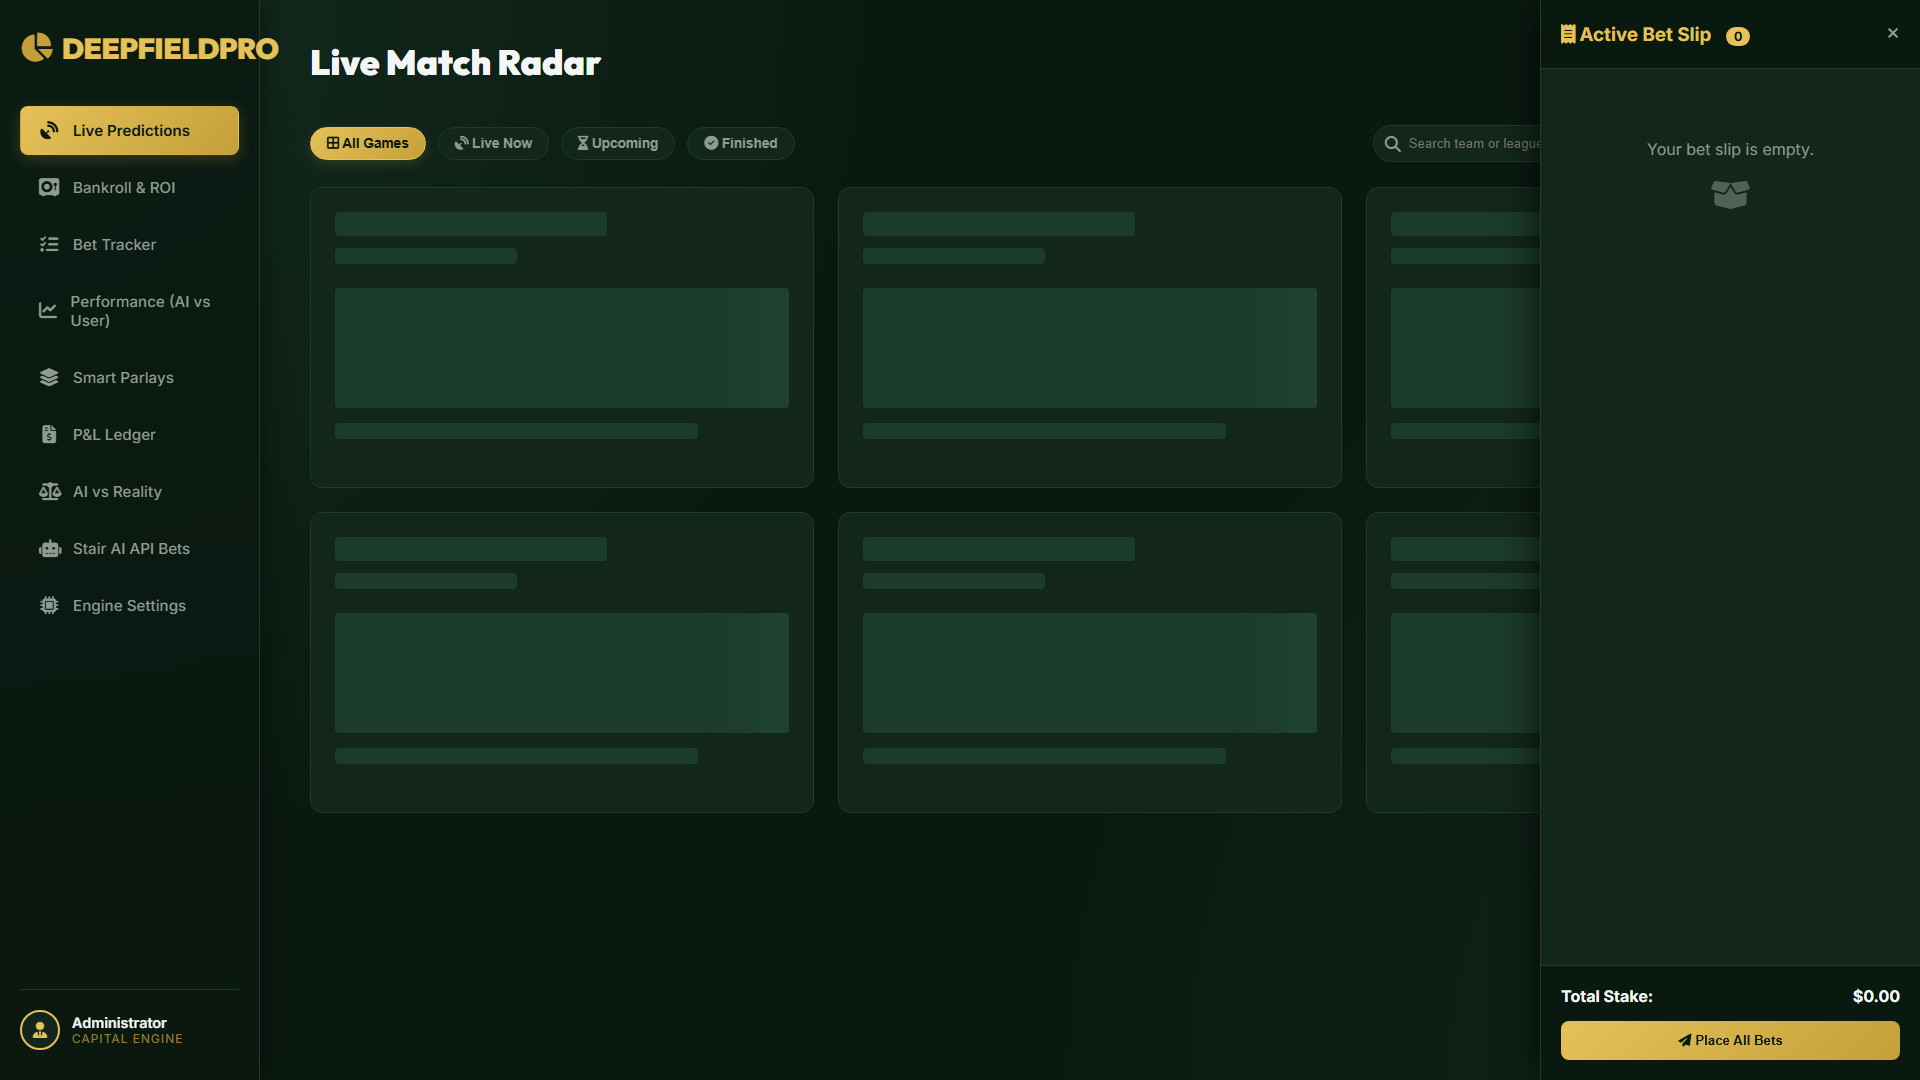 DEEPFIELDPRO
Live Predictions
Bankroll & ROI
Bet Tracker
Performance (AI vs
User)
Smart Parlays
P&L Ledger
AI vs Reality
Stair AI API Bets
Engine Settings
Administrator
CAPITAL ENGINE
Live Match Radar
All Games
Live Now
Upcoming
Finished
Search team or league
Active Bet Slip 0
×
Your bet slip is empty.
Total Stake: $0.00
Place All Bets